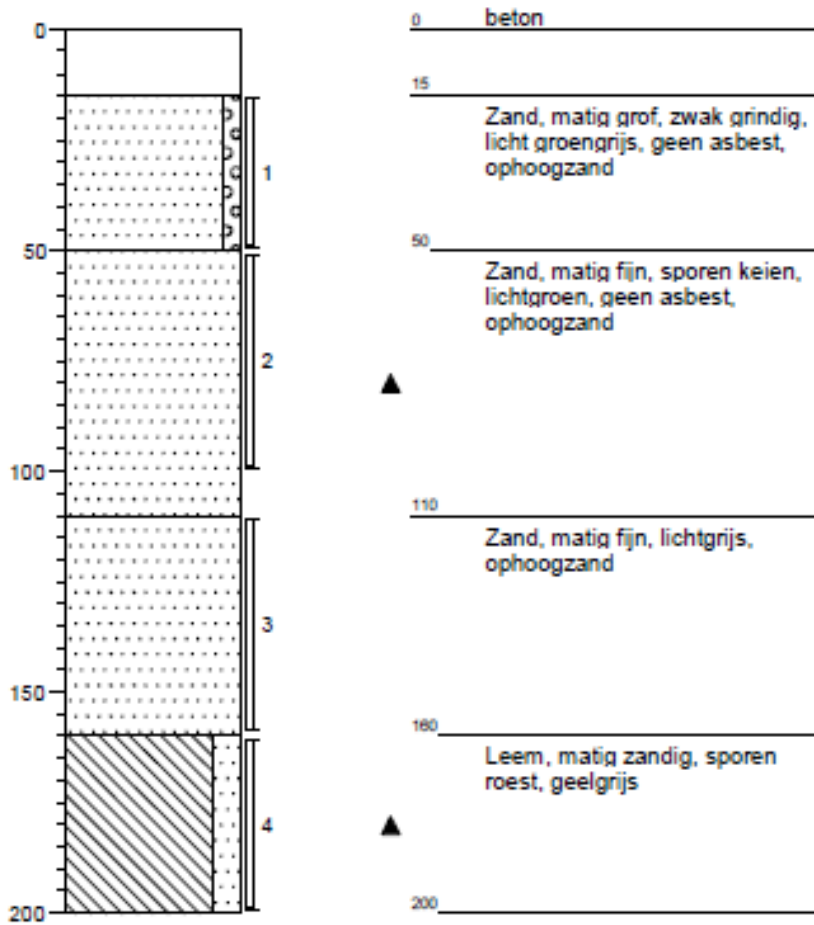 0
50
100
150
200
1
2
3
4
0 beton
15
Zand, matig grof, zwak grindig,
licht groengrijs, geen asbest,
ophoogzand
50
Zand, matig fijn, sporen keien,
lichtgroen, geen asbest,
ophoogzand
110
Zand, matig fijn, lichtgrijs,
ophoogzand
160
Leem, matig zandig, sporen
roest, geelgrijs
200